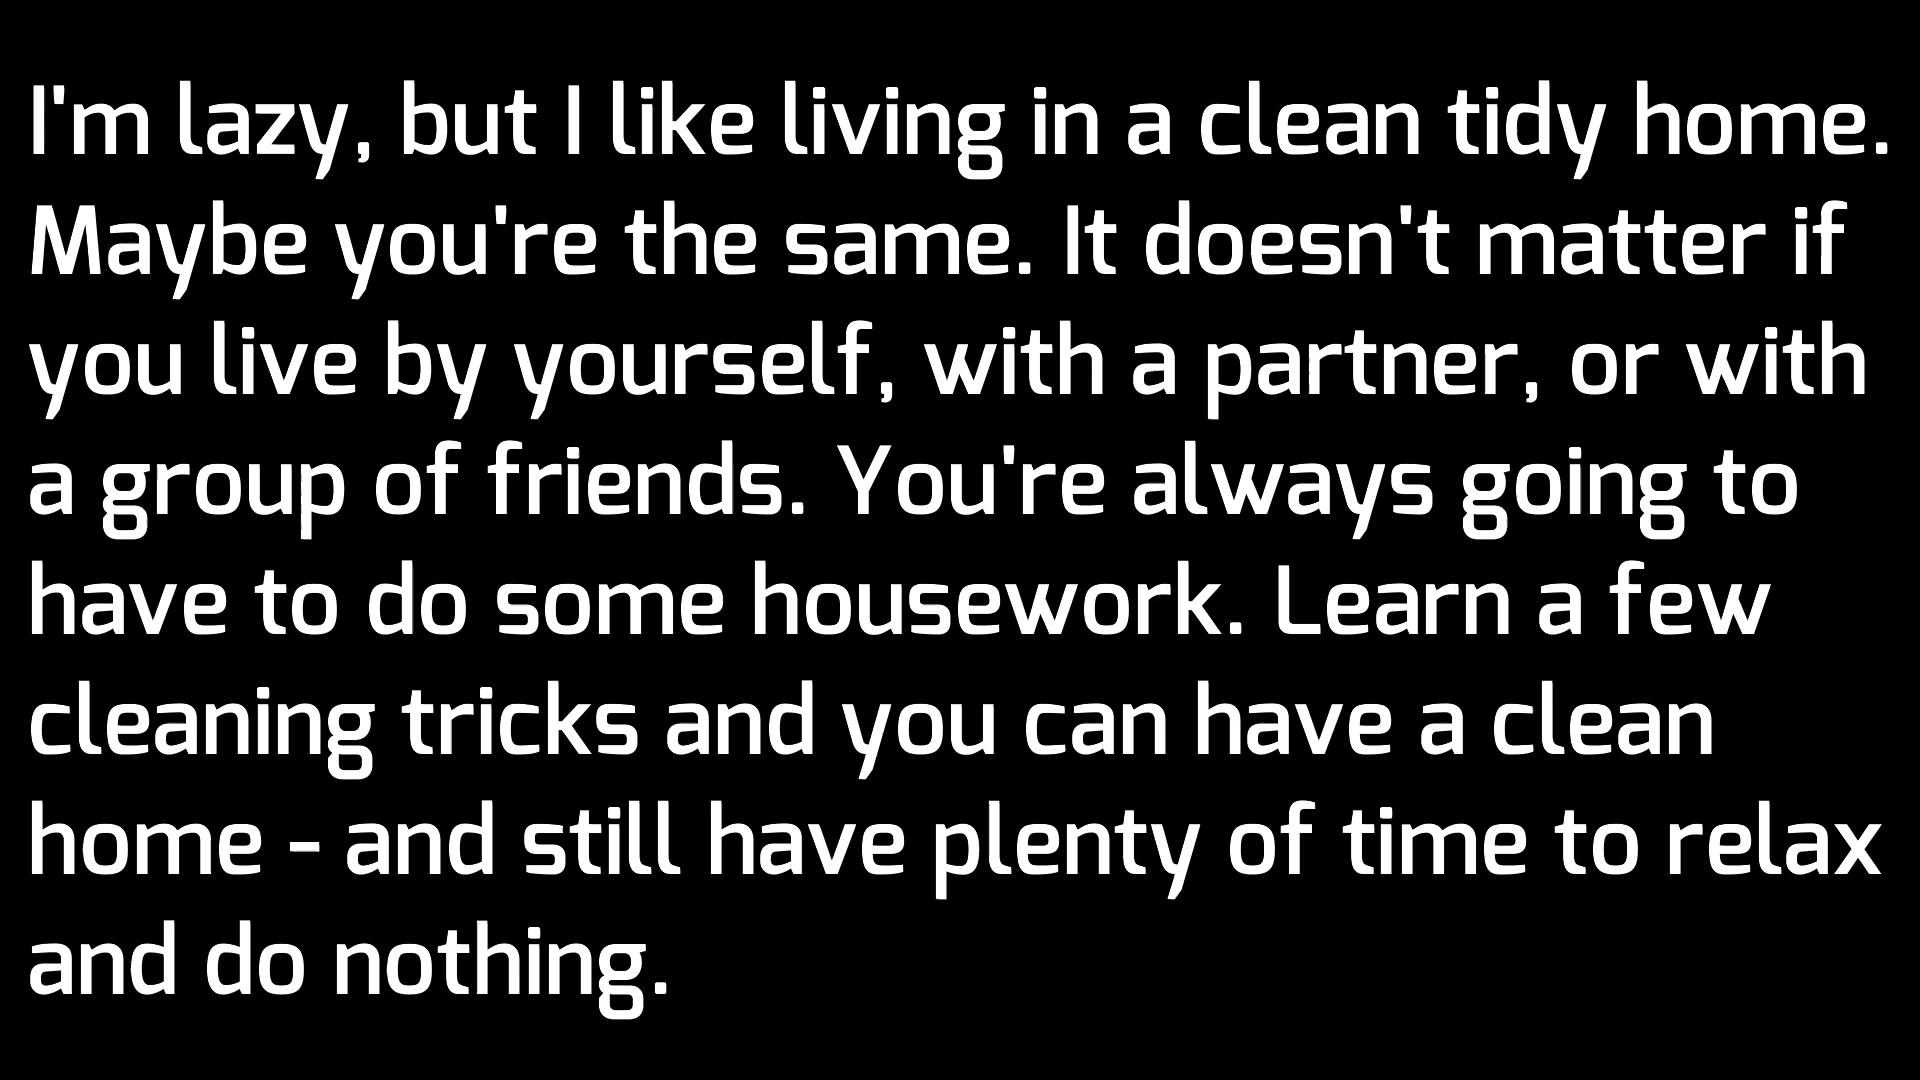 I'm lazy, but I like living in a clean tidy home.
Maybe you're the same. It doesn't matter if
you live by yourself, with a partner, or with
a group of friends. You're always going to
have to do some housework. Learn a few
cleaning tricks and you can have a clean
home - and still have plenty of time to relax
and do nothing.